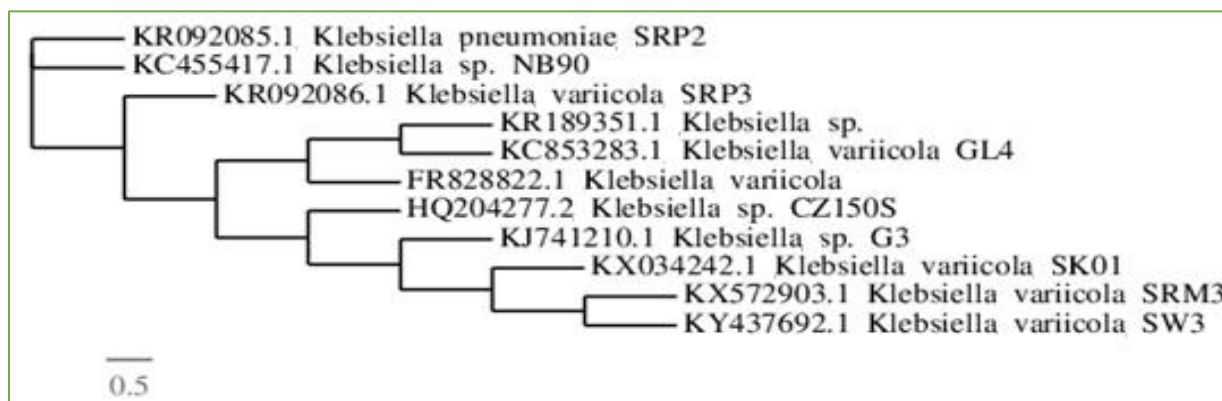 KR092085.1 Klebsiella pneumoniae SRP2
KC455417.1 Klebsiella sp. NB90
KR092086.1 Klebsiella variicola SRP3
KR189351.1 Klebsiella sp.
KC853283.1 Klebsiella variicola GL4
FR828822.1 Klebsiella variicola
HQ204277.2 Klebsiella sp. CZ150S
KJ741210.1 Klebsiella sp. G3
KX034242.1 Klebsiella variicola SK01
KX572903.1 Klebsiella variicola SRM3
KY437692.1 Klebsiella variicola SW3
0.5